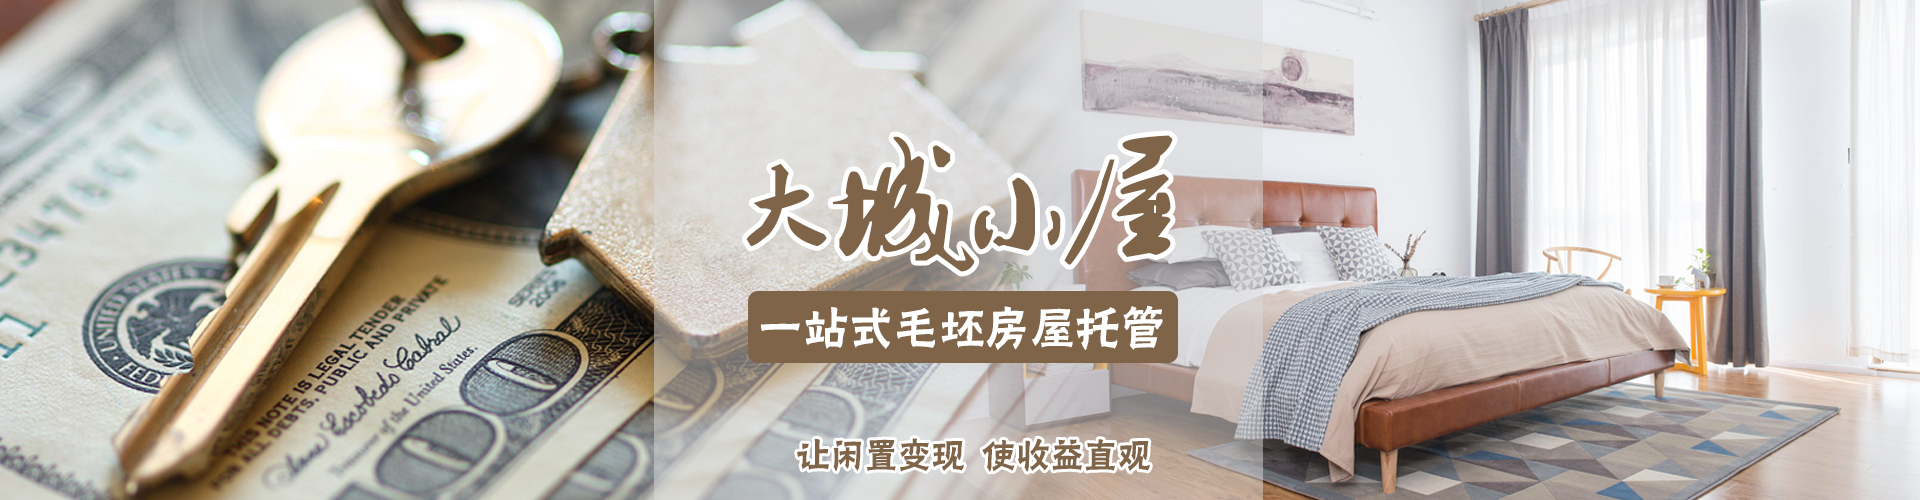 大城小屋
一站式毛坯房屋托管
让闲置变现 使收益直观
THIS NOTE IS LEGAL TENDER
FOR ALL DEBTS, PUBLIC AND PRIVATE
Escobedo Cabral
Treasurer of the United States.
SERIES
2006
100
UNITED STATES